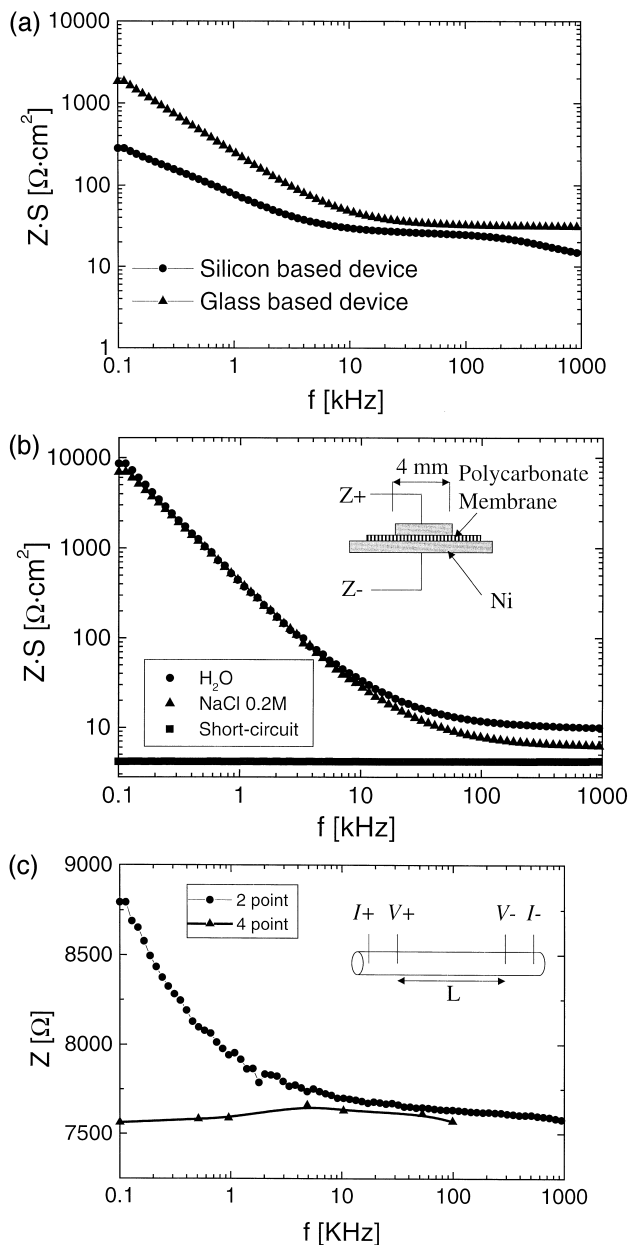 (a)
10000
1000
100
10
1
Z·S [Ω·cm²]
Silicon based device
Glass based device
0.1 1 10 100 1000
f [kHz]
(b)
10000
1000
100
10
Z·S [Ω·cm²]
4 mm
Polycarbonate
Membrane
Z+
Z-
Ni
H₂O
NaCl 0.2M
Short-circuit
0.1 1 10 100 1000
f [kHz]
(c)
9000
8500
8000
7500
Z [Ω]
2 point
4 point
I+ V+ V- I-
L
0.1 1 10 100 1000
f [KHz]